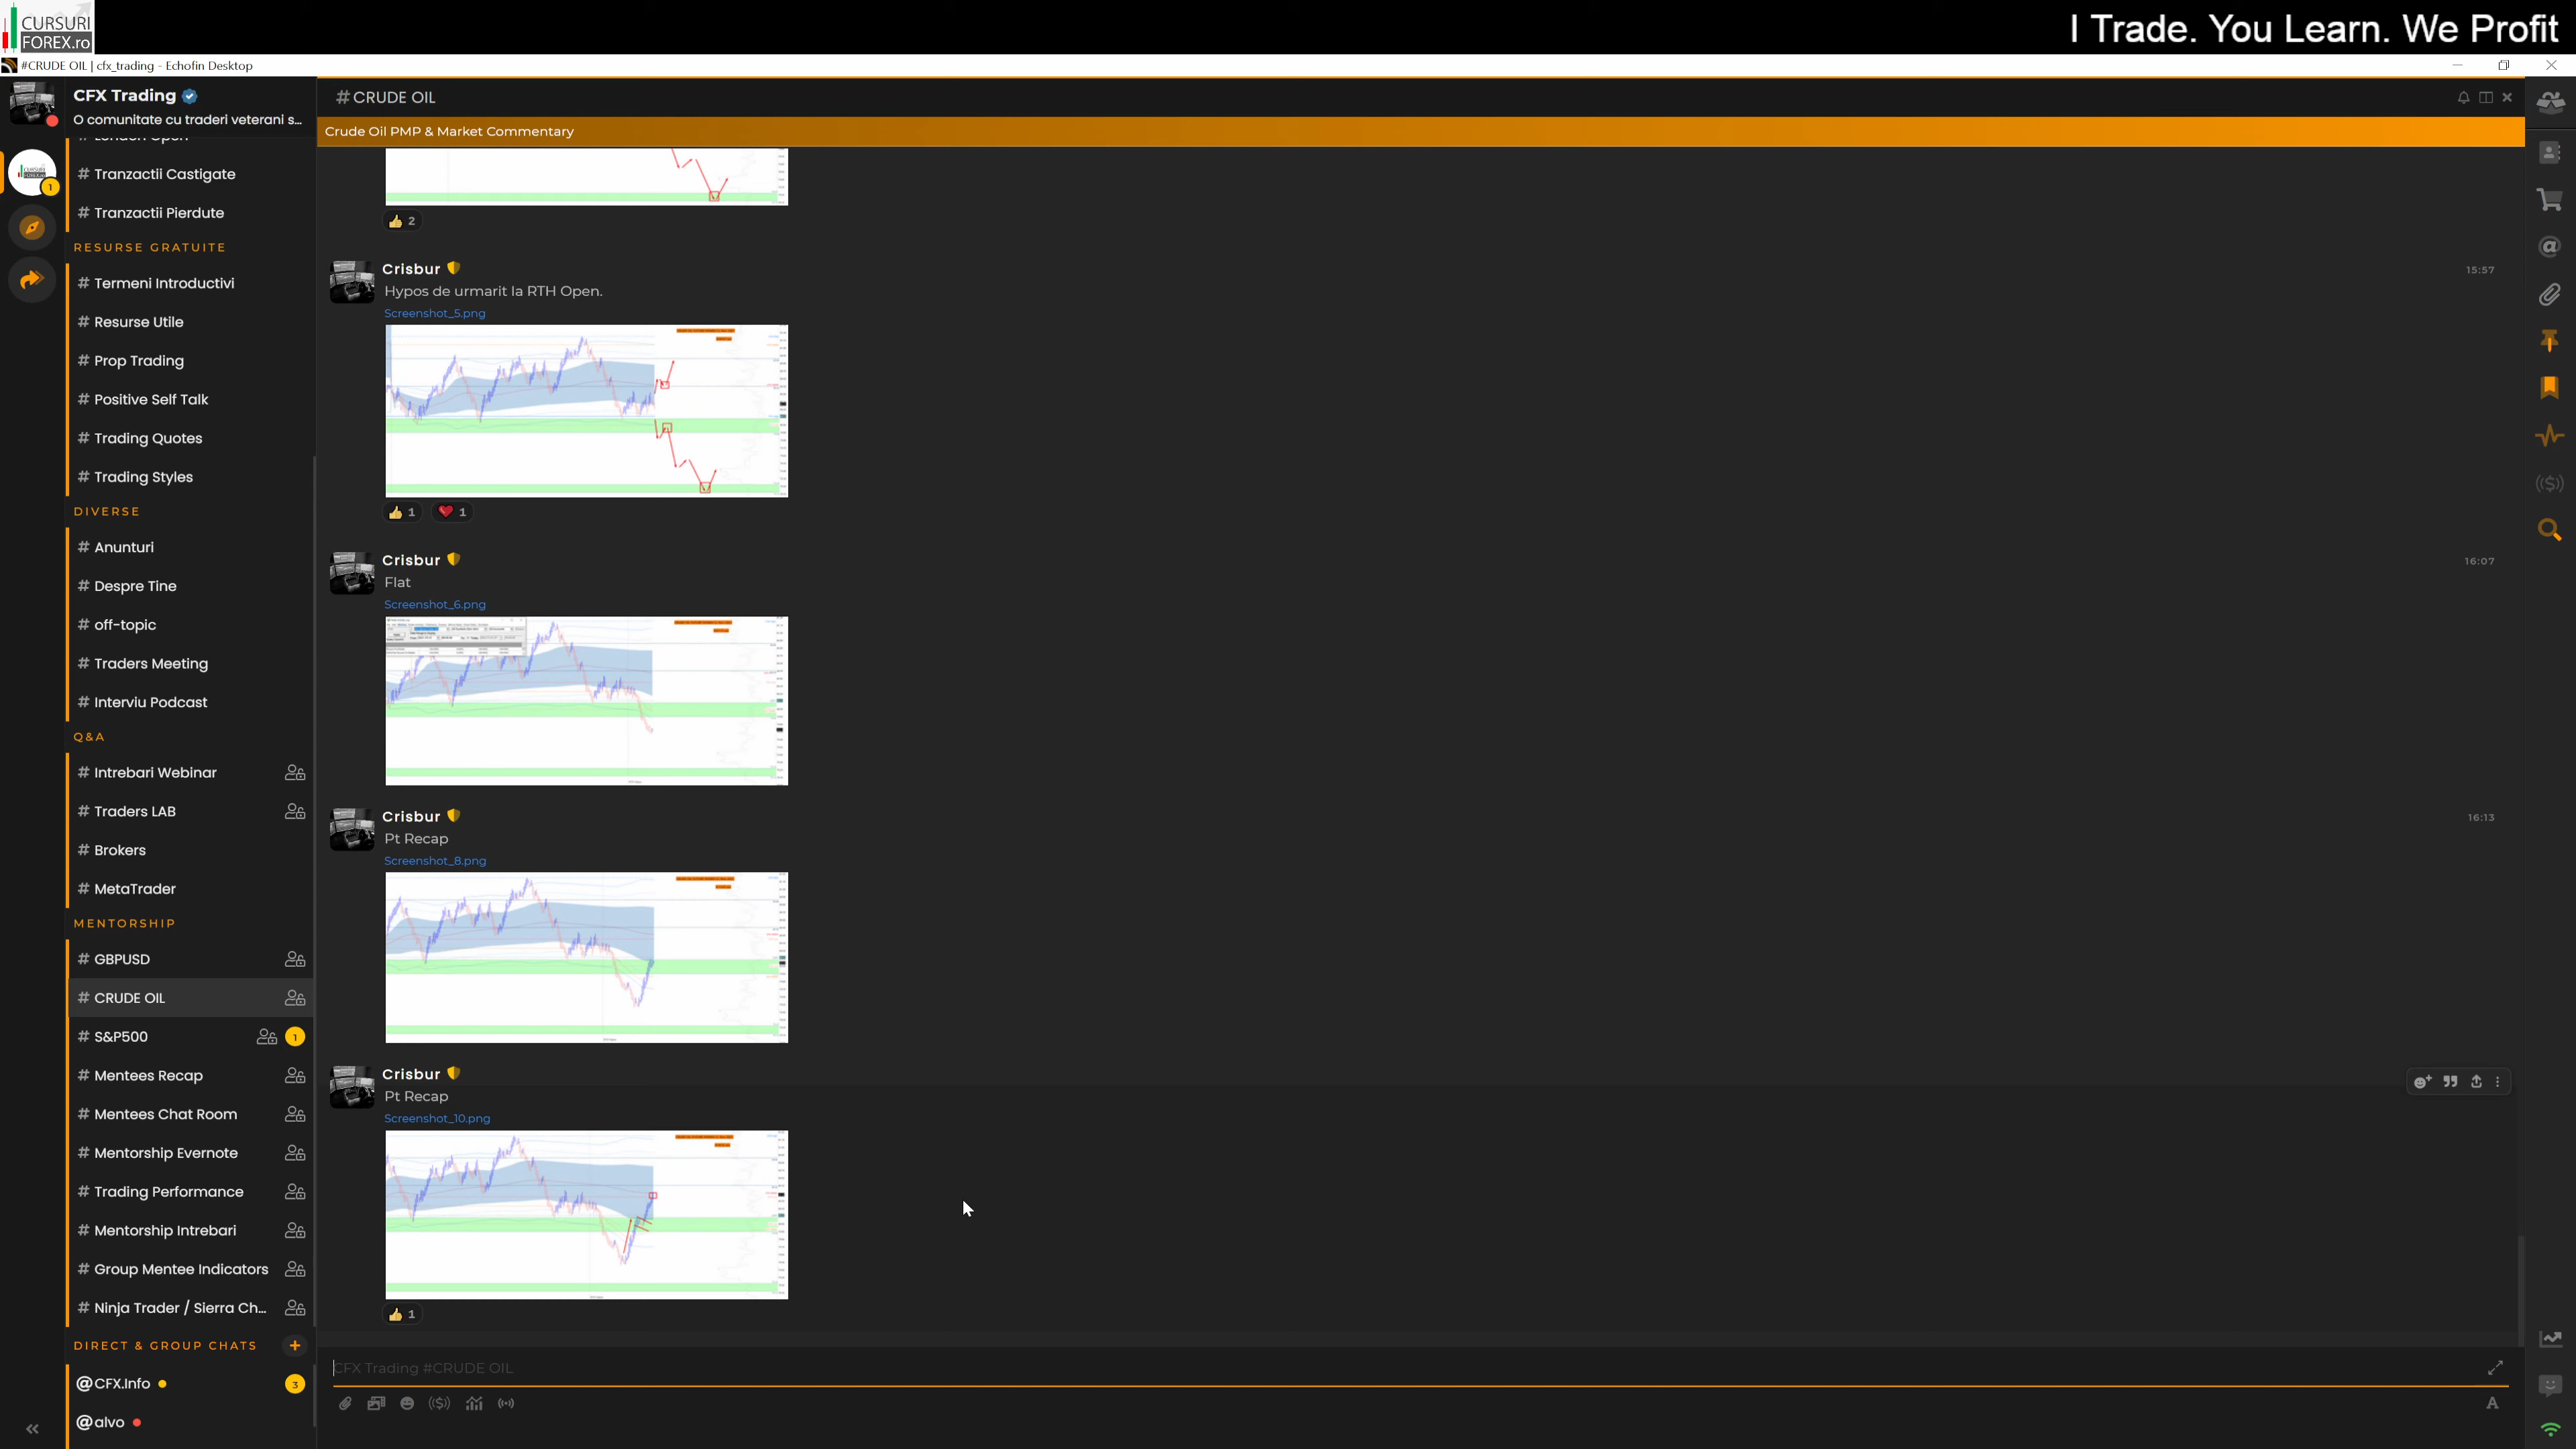 CURSURI
FOREX.ro
I Trade. You Learn. We Profit
#CRUDE OIL | cfx_trading - Echofin Desktop
CFX Trading
O comunitate cu traderi veterani s...
# London Open
# Tranzactii Castigate
# Tranzactii Pierdute
RESURSE GRATUITE
# Termeni Introductivi
# Resurse Utile
# Prop Trading
# Positive Self Talk
# Trading Quotes
# Trading Styles
DIVERSE
# Anunturi
# Despre Tine
# off-topic
# Traders Meeting
# Interviu Podcast
Q&A
# Intrebari Webinar
# Traders LAB
# Brokers
# MetaTrader
MENTORSHIP
# GBPUSD
# CRUDE OIL
# S&P500 1
# Mentees Recap
# Mentees Chat Room
# Mentorship Evernote
# Trading Performance
# Mentorship Intrebari
# Group Mentee Indicators
# Ninja Trader / Sierra Ch...
DIRECT & GROUP CHATS +
@CFX.Info 3
@alvo
1
# CRUDE OIL
Crude Oil PMP & Market Commentary
2
Crisbur 15:57
Hypos de urmarit la RTH Open.
Screenshot_5.png
1 1
Crisbur 16:07
Flat
Screenshot_6.png
Crisbur 16:13
Pt Recap
Screenshot_8.png
Crisbur
Pt Recap
Screenshot_10.png
1
CFX Trading #CRUDE OIL
A